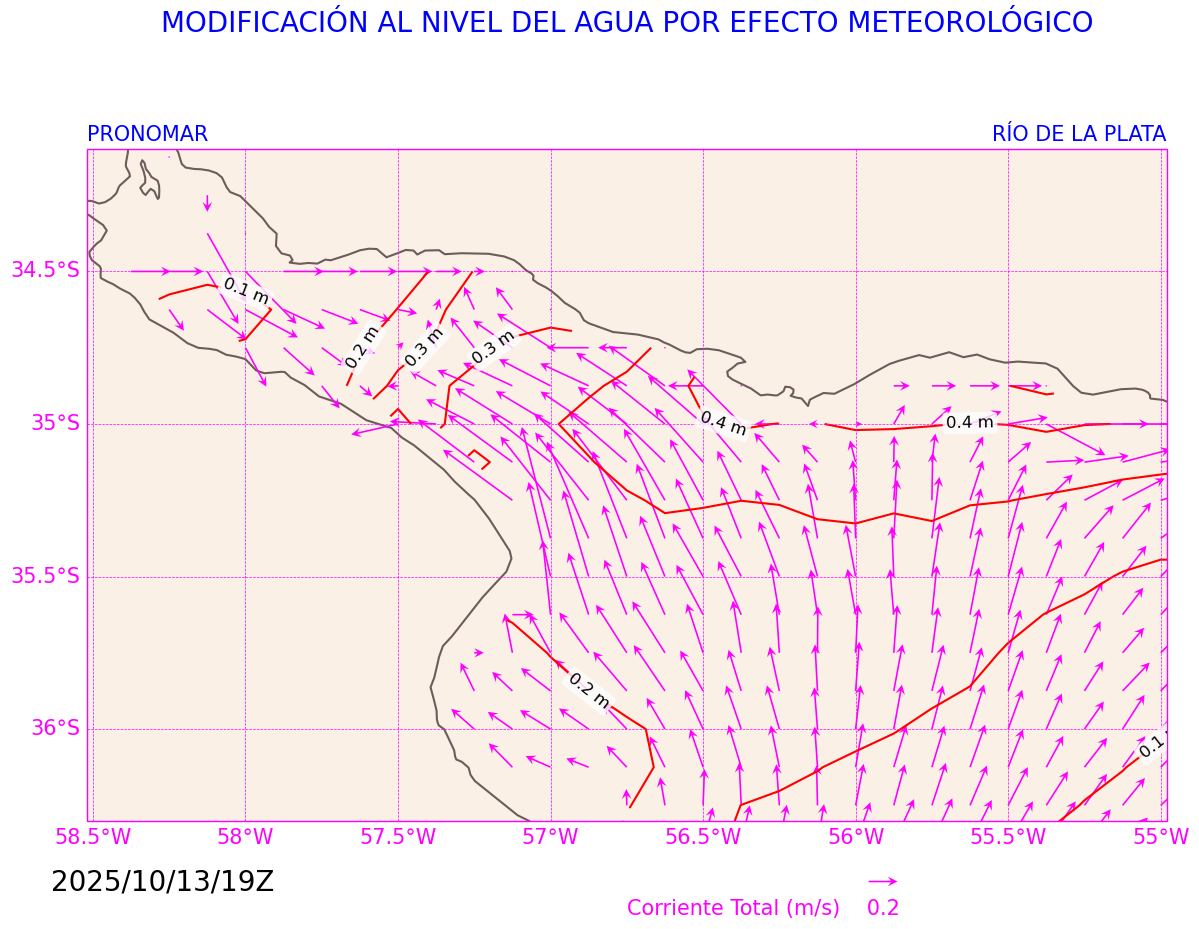 MODIFICACIÓN AL NIVEL DEL AGUA POR EFECTO METEOROLÓGICO
PRONOMAR
RÍO DE LA PLATA
34.5°S
0.1 m
0.2 m
0.3 m
0.3 m
35°S
0.4 m
0.4 m
35.5°S
0.2 m
36°S
0.1
58.5°W
58°W
57.5°W
57°W
56.5°W
56°W
55.5°W
55°W
2025/10/13/19Z
Corriente Total (m/s)
0.2